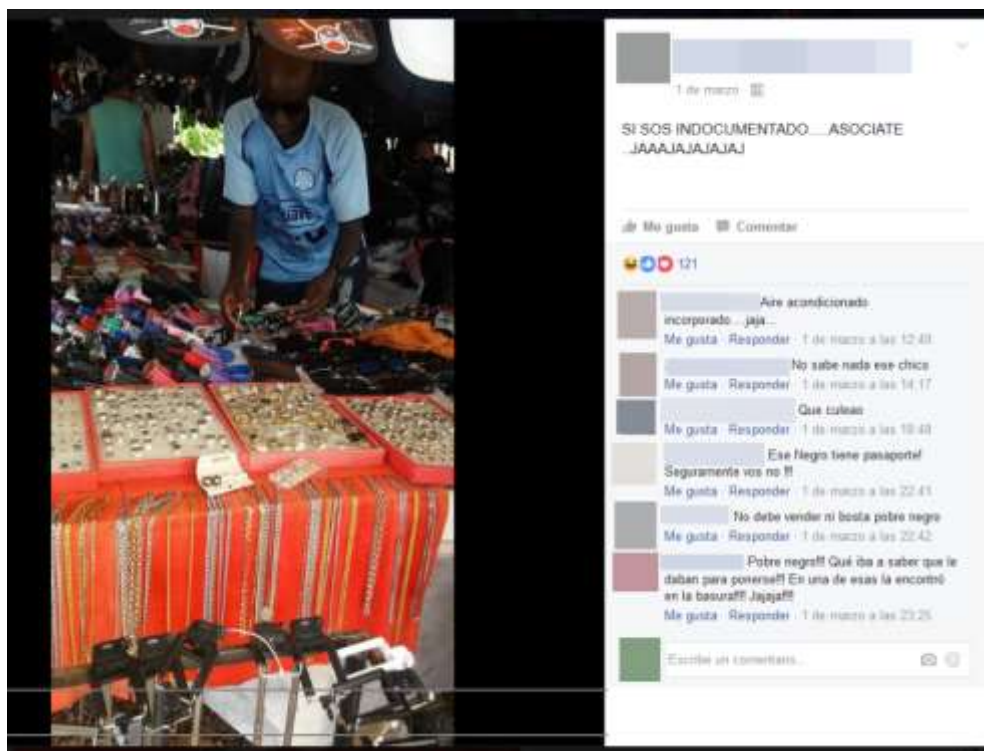 1 de marzo
SI SOS INDOCUMENTADO.....ASOCIATE
..JAAAJAJAJAJAJ
Me gusta Comentar
121
Aire acondicionado
incorporado....jaja...
Me gusta · Responder · 1 de marzo a las 12:49
No sabe nada ese chico
Me gusta · Responder · 1 de marzo a las 14:17
Que culeao
Me gusta · Responder · 1 de marzo a las 18:48
Ese Negro tiene pasaporte!
Seguramente vos no !!!
Me gusta · Responder · 1 de marzo a las 22:41
No debe vender ni bosta pobre negro
Me gusta · Responder · 1 de marzo a las 22:42
Pobre negro!!! Qué iba a saber que le
daban para ponerse!!! En una de esas la encontró
en la basura!!!! Jajaja!!!!
Me gusta · Responder · 1 de marzo a las 23:25
Escribe un comentario...